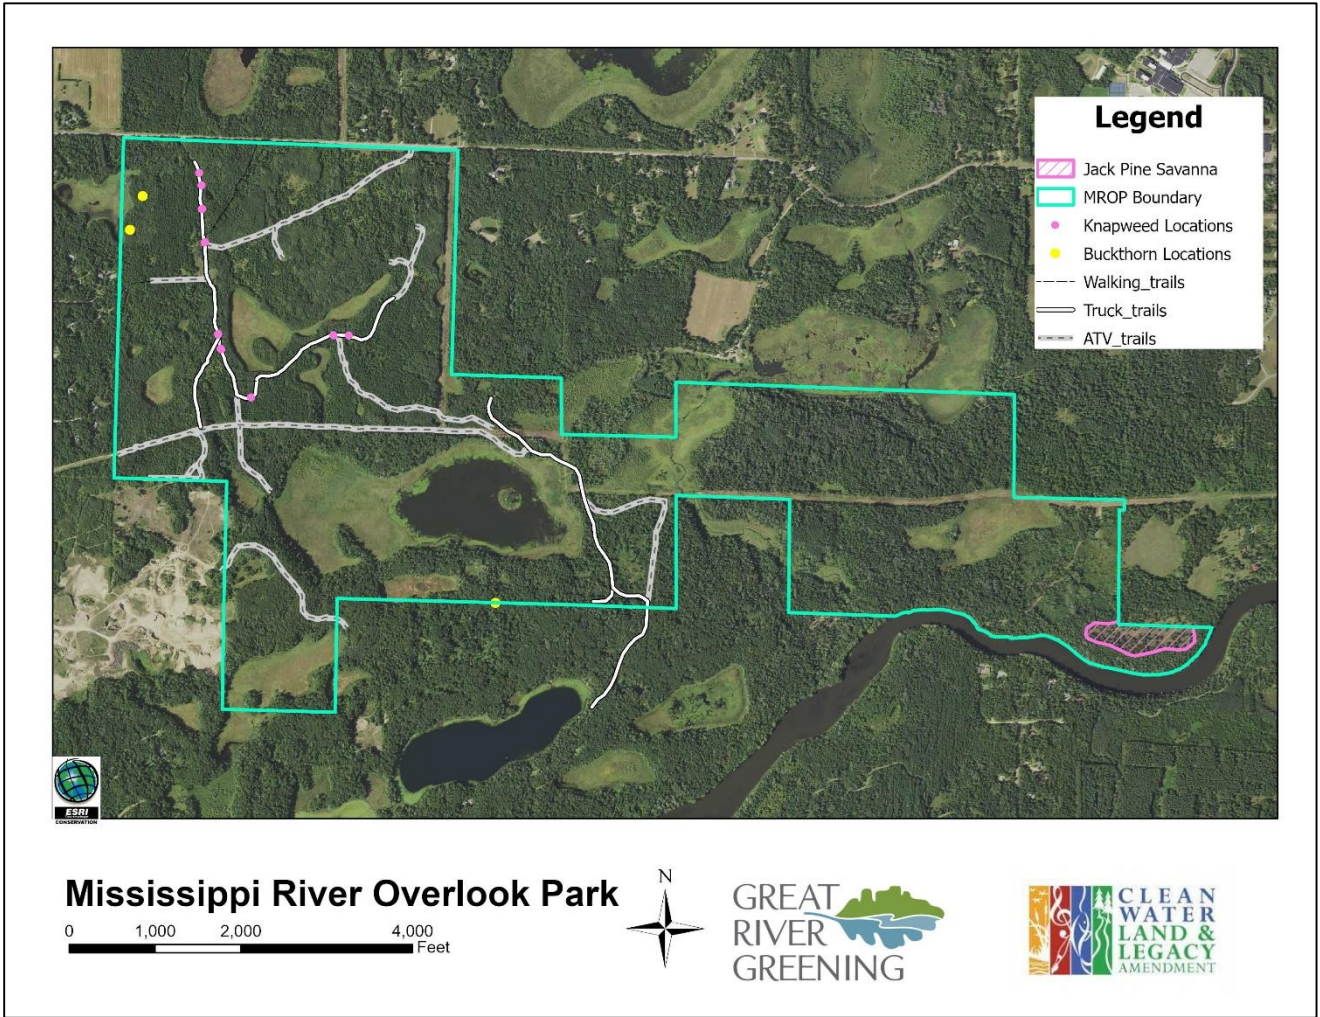 Legend
Jack Pine Savanna
MROP Boundary
Knapweed Locations
Buckthorn Locations
Walking_trails
Truck_trails
ATV_trails
ESRI
CONSERVATION
Mississippi River Overlook Park
0 1,000 2,000 4,000
Feet
N
GREAT
RIVER
GREENING
CLEAN
WATER
LAND &
LEGACY
AMENDMENT